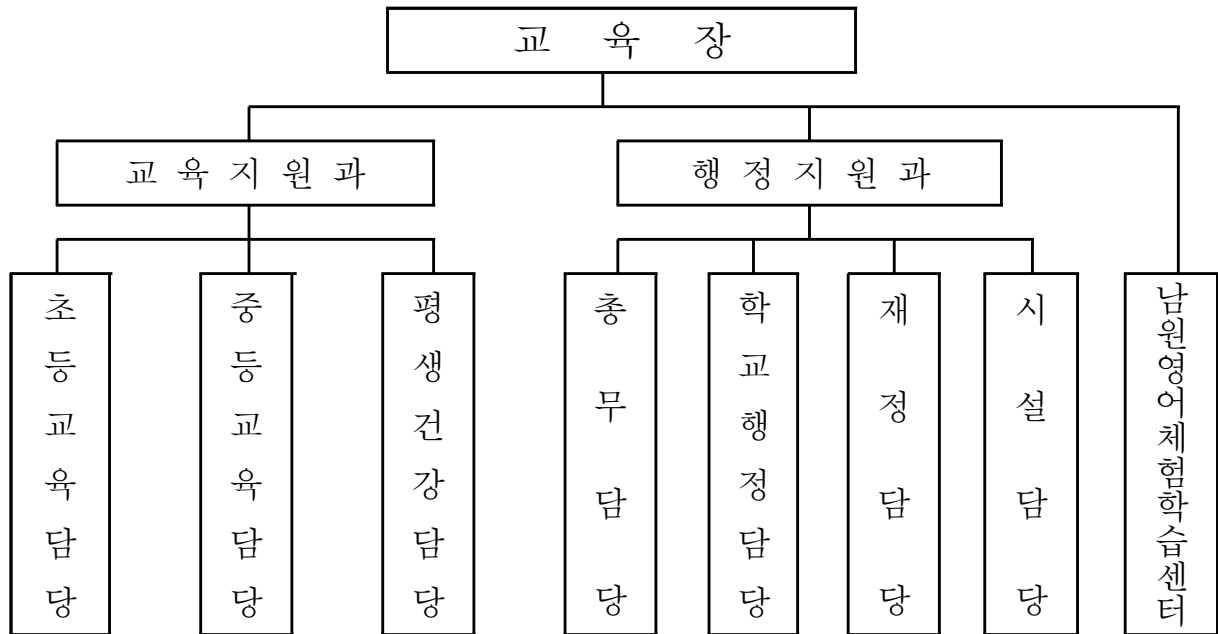 교 육 장
교 육 지 원 과
행 정 지 원 과
초등교육담당
중등교육담당
평생건강담당
총무담당
학교행정담당
재정담당
시설담당
남원영어체험학습센터